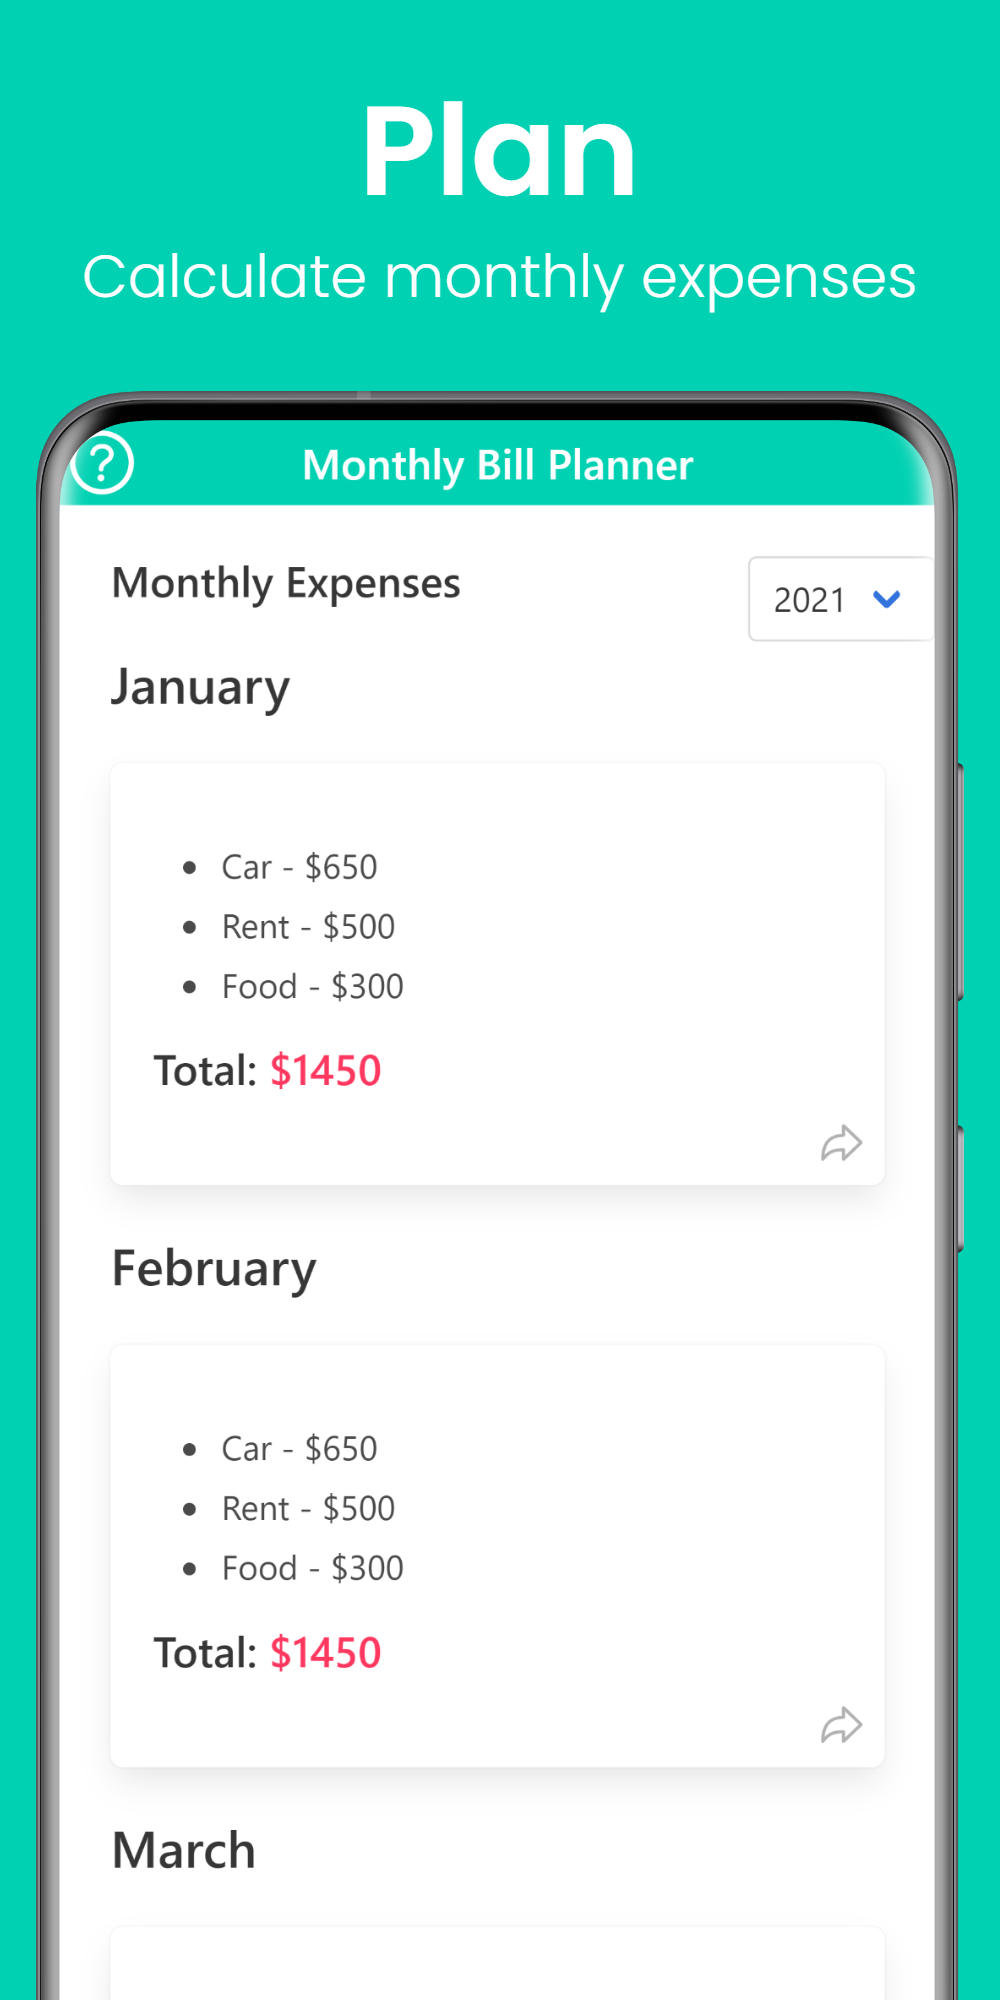 Plan
Calculate monthly expenses
?
Monthly Bill Planner
Monthly Expenses
2021
January
• Car - $650
• Rent - $500
• Food - $300
Total: $1450
February
• Car - $650
• Rent - $500
• Food - $300
Total: $1450
March